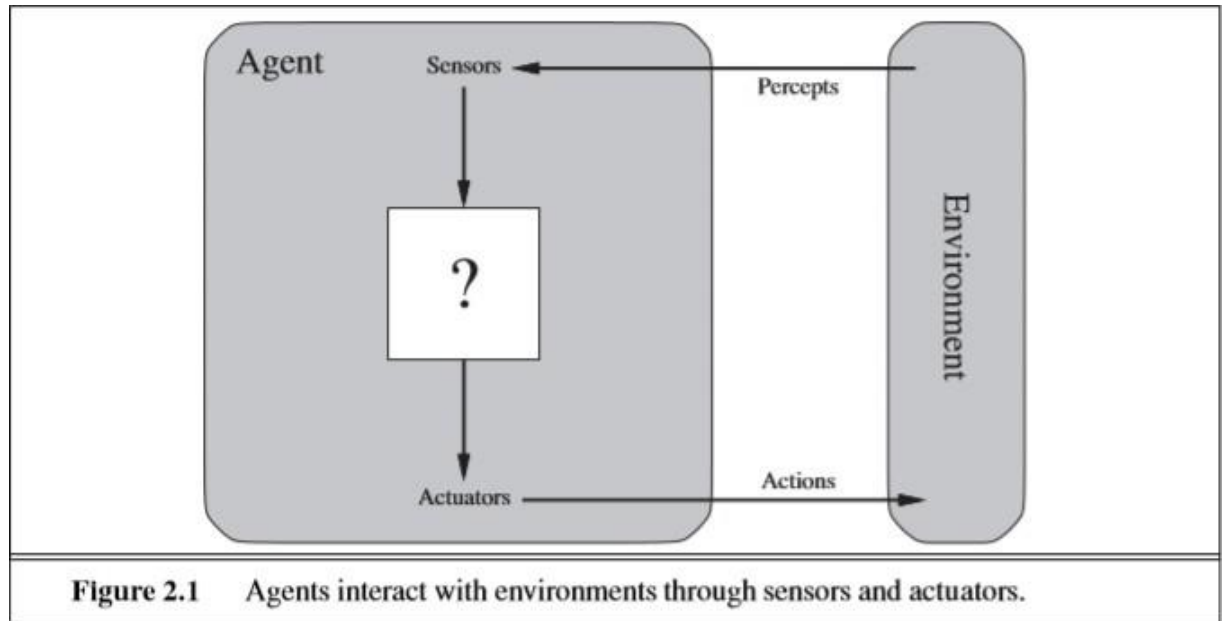 Agent
Sensors
Percepts
?
Environment
Actuators
Actions
Figure 2.1 Agents interact with environments through sensors and actuators.